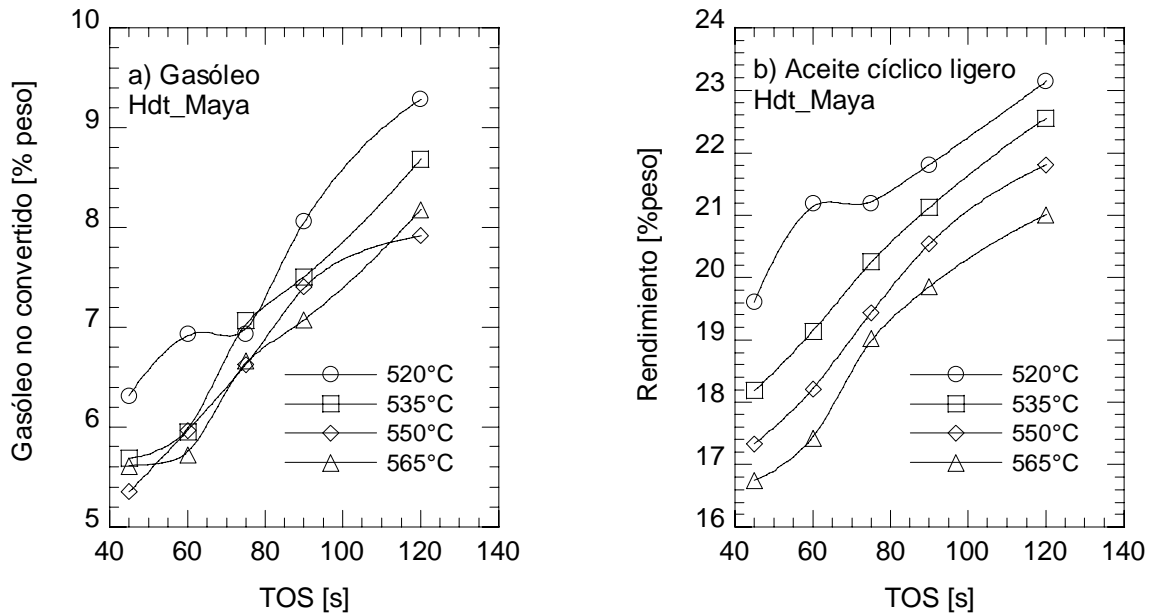 Gasóleo no convertido [% peso]
10
9
8
7
6
5
a) Gasóleo
Hdt_Maya
520°C
535°C
550°C
565°C
40 60 80 100 120 140
TOS [s]
Rendimiento [%peso]
24
23
22
21
20
19
18
17
16
b) Aceite cíclico ligero
Hdt_Maya
520°C
535°C
550°C
565°C
40 60 80 100 120 140
TOS [s]